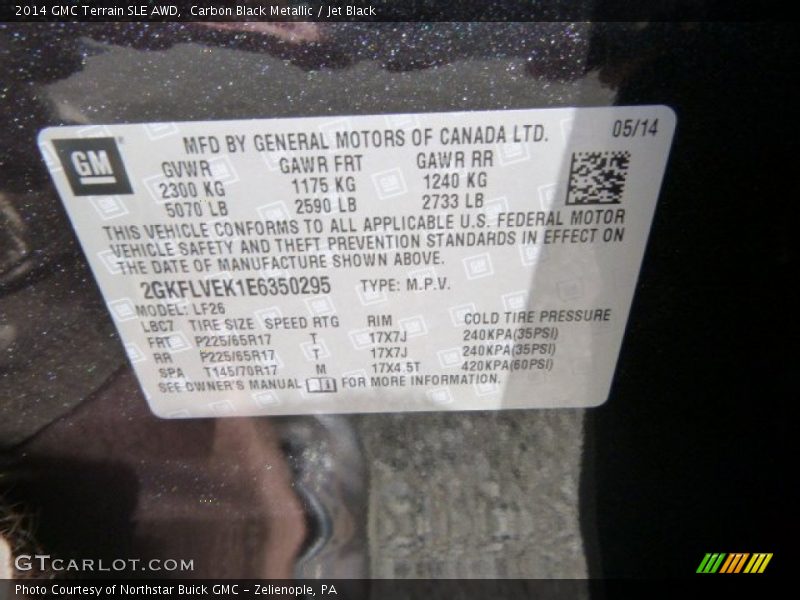 2014 GMC Terrain SLE AWD, Carbon Black Metallic / Jet Black
GM
MFD BY GENERAL MOTORS OF CANADA LTD. 05/14
GVWR GAWR FRT GAWR RR
2300 KG 1175 KG 1240 KG
5070 LB 2590 LB 2733 LB
THIS VEHICLE CONFORMS TO ALL APPLICABLE U.S. FEDERAL MOTOR
VEHICLE SAFETY AND THEFT PREVENTION STANDARDS IN EFFECT ON
THE DATE OF MANUFACTURE SHOWN ABOVE.
2GKFLVEK1E6350295 TYPE: M.P.V.
MODEL: LF26
LBC7 TIRE SIZE SPEED RTG RIM COLD TIRE PRESSURE
FRT P225/65R17 T 17X7J 240KPA(35PSI)
RR P225/65R17 T 17X7J 240KPA(35PSI)
SPA T145/70R17 M 17X4.5T 420KPA(60PSI)
SEE OWNER'S MANUAL FOR MORE INFORMATION.
GTCARLOT.COM
Photo Courtesy of Northstar Buick GMC - Zelienople, PA